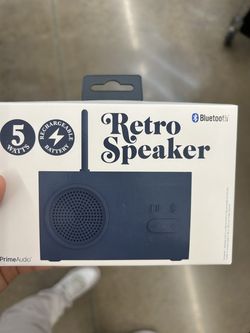 5
WATTS
RECHARGEABLE
BATTERY
Retro
Speaker
Bluetooth
PrimeAudio